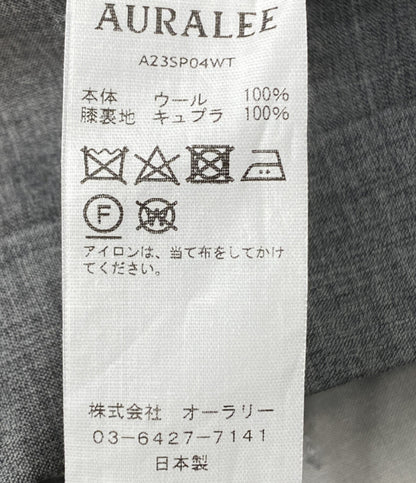 AURALEE
A23SP04WT
本体 ウール 100%
膝裏地 キュプラ 100%
F W
アイロンは、当て布をしてかけ
てください。
株式会社 オーラリー
03-6427-7141
日本製